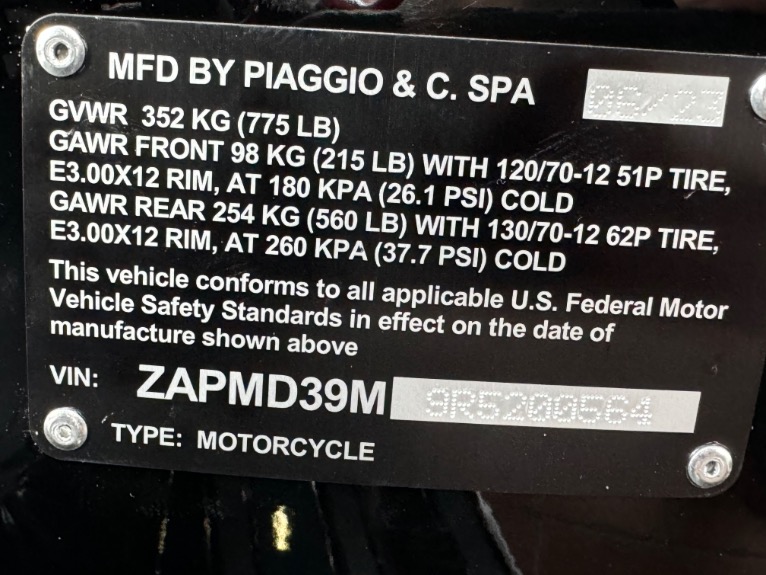 MFD BY PIAGGIO & C. SPA
GVWR 352 KG (775 LB)
GAWR FRONT 98 KG (215 LB) WITH 120/70-12 51P TIRE,
E3.00X12 RIM, AT 180 KPA (26.1 PSI) COLD
GAWR REAR 254 KG (560 LB) WITH 130/70-12 62P TIRE,
E3.00X12 RIM, AT 260 KPA (37.7 PSI) COLD
This vehicle conforms to all applicable U.S. Federal Motor
Vehicle Safety Standards in effect on the date of
manufacture shown above
VIN: ZAPMD39M 9R5200564
TYPE: MOTORCYCLE